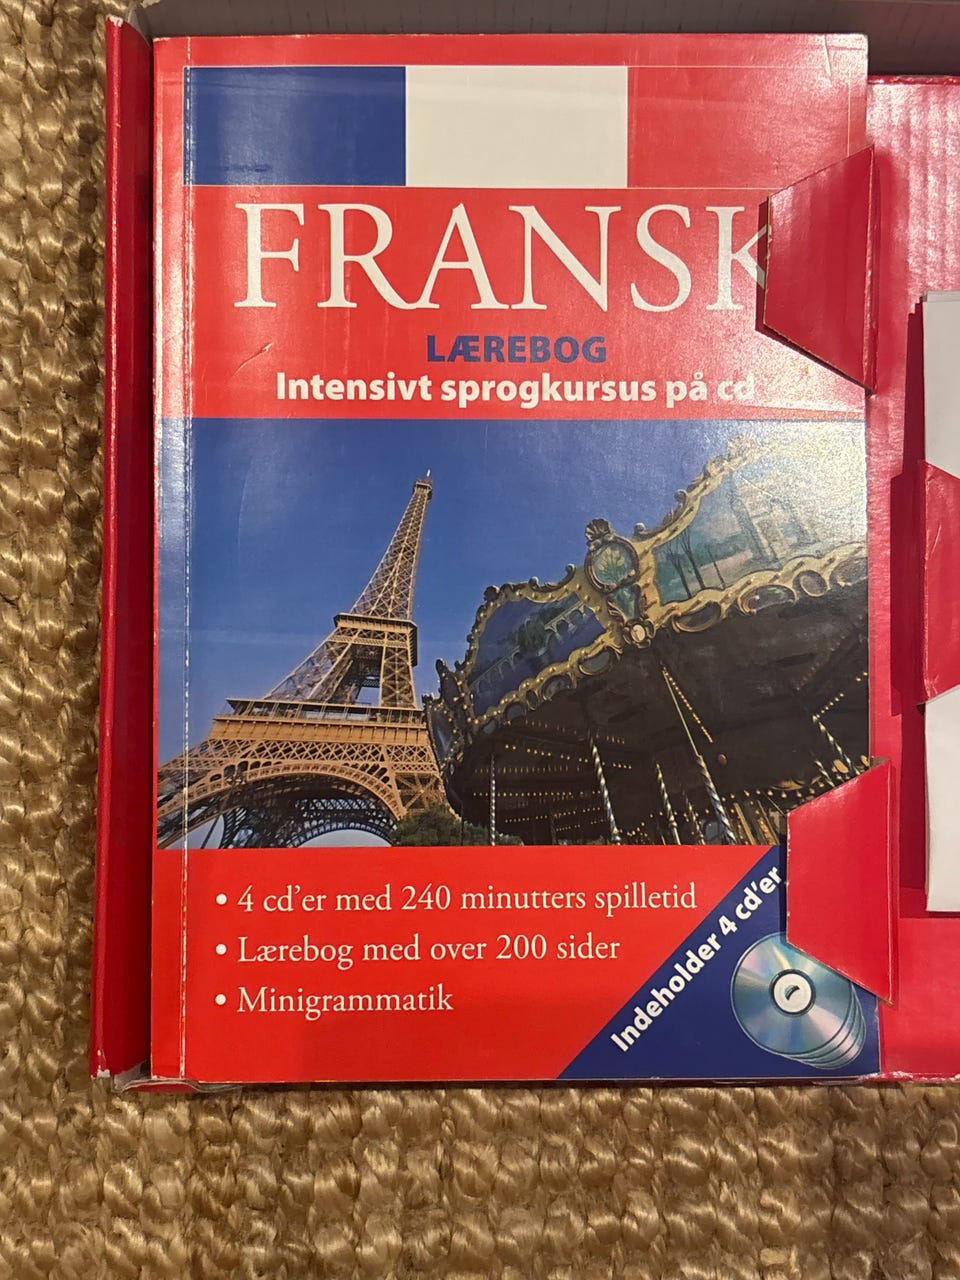 FRANSK
LÆREBOG
Intensivt sprogkursus på cd
• 4 cd’er med 240 minutters spilletid
• Lærebog med over 200 sider
• Minigrammatik
Indeholder 4 cd’er